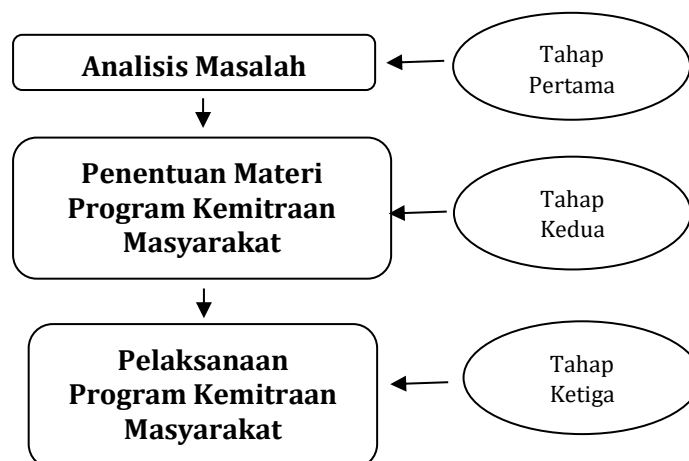 Analisis Masalah
Tahap
Pertama
Penentuan Materi
Program Kemitraan
Masyarakat
Tahap
Kedua
Pelaksanaan
Program Kemitraan
Masyarakat
Tahap
Ketiga